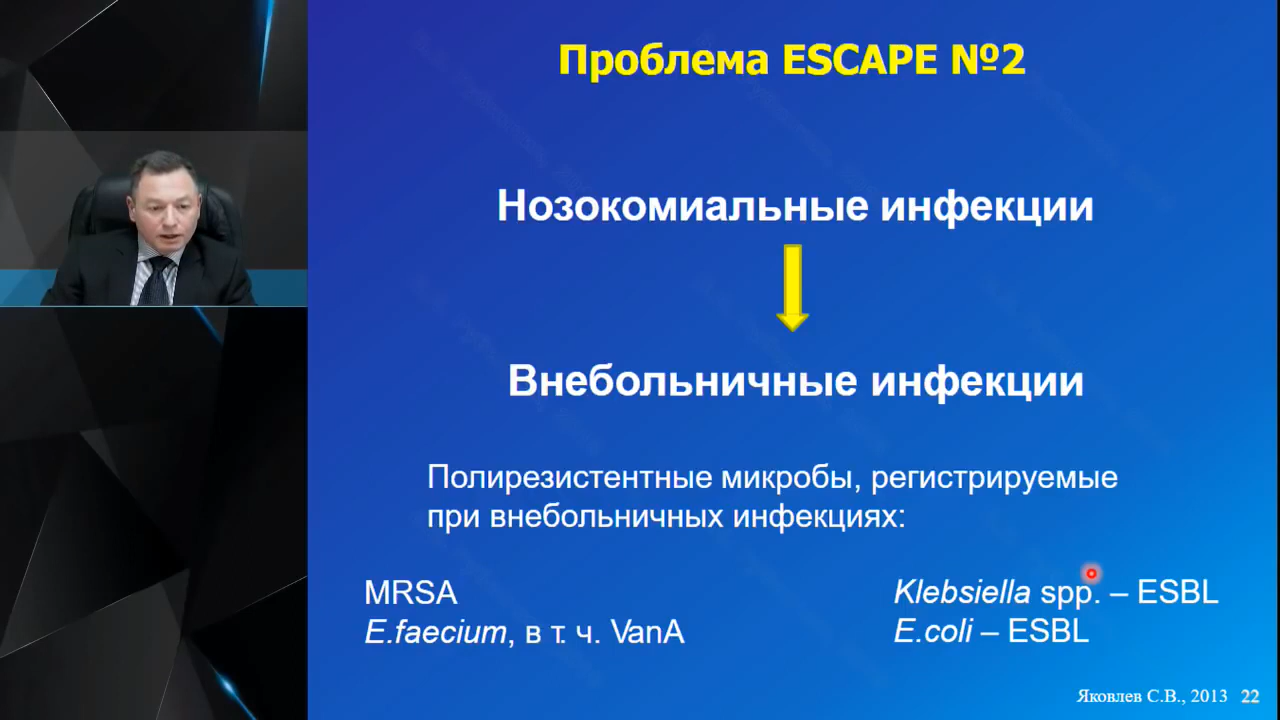 Проблема ESCAPE №2
Нозокомиальные инфекции
Внебольничные инфекции
Полирезистентные микробы, регистрируемые
при внебольничных инфекциях:
MRSA
E.faecium, в т. ч. VanA
Klebsiella spp. – ESBL
E.coli – ESBL
Яковлев С.В., 2013 22